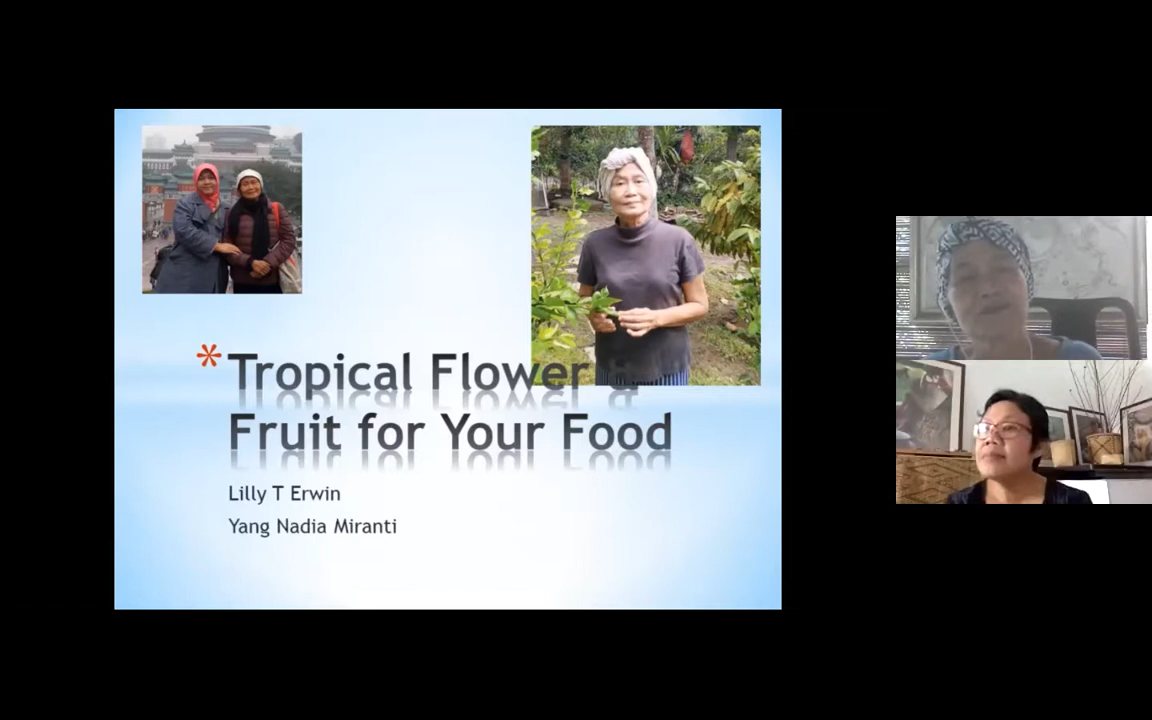 * Tropical Flower &
Fruit for Your Food
Lilly T Erwin
Yang Nadia Miranti